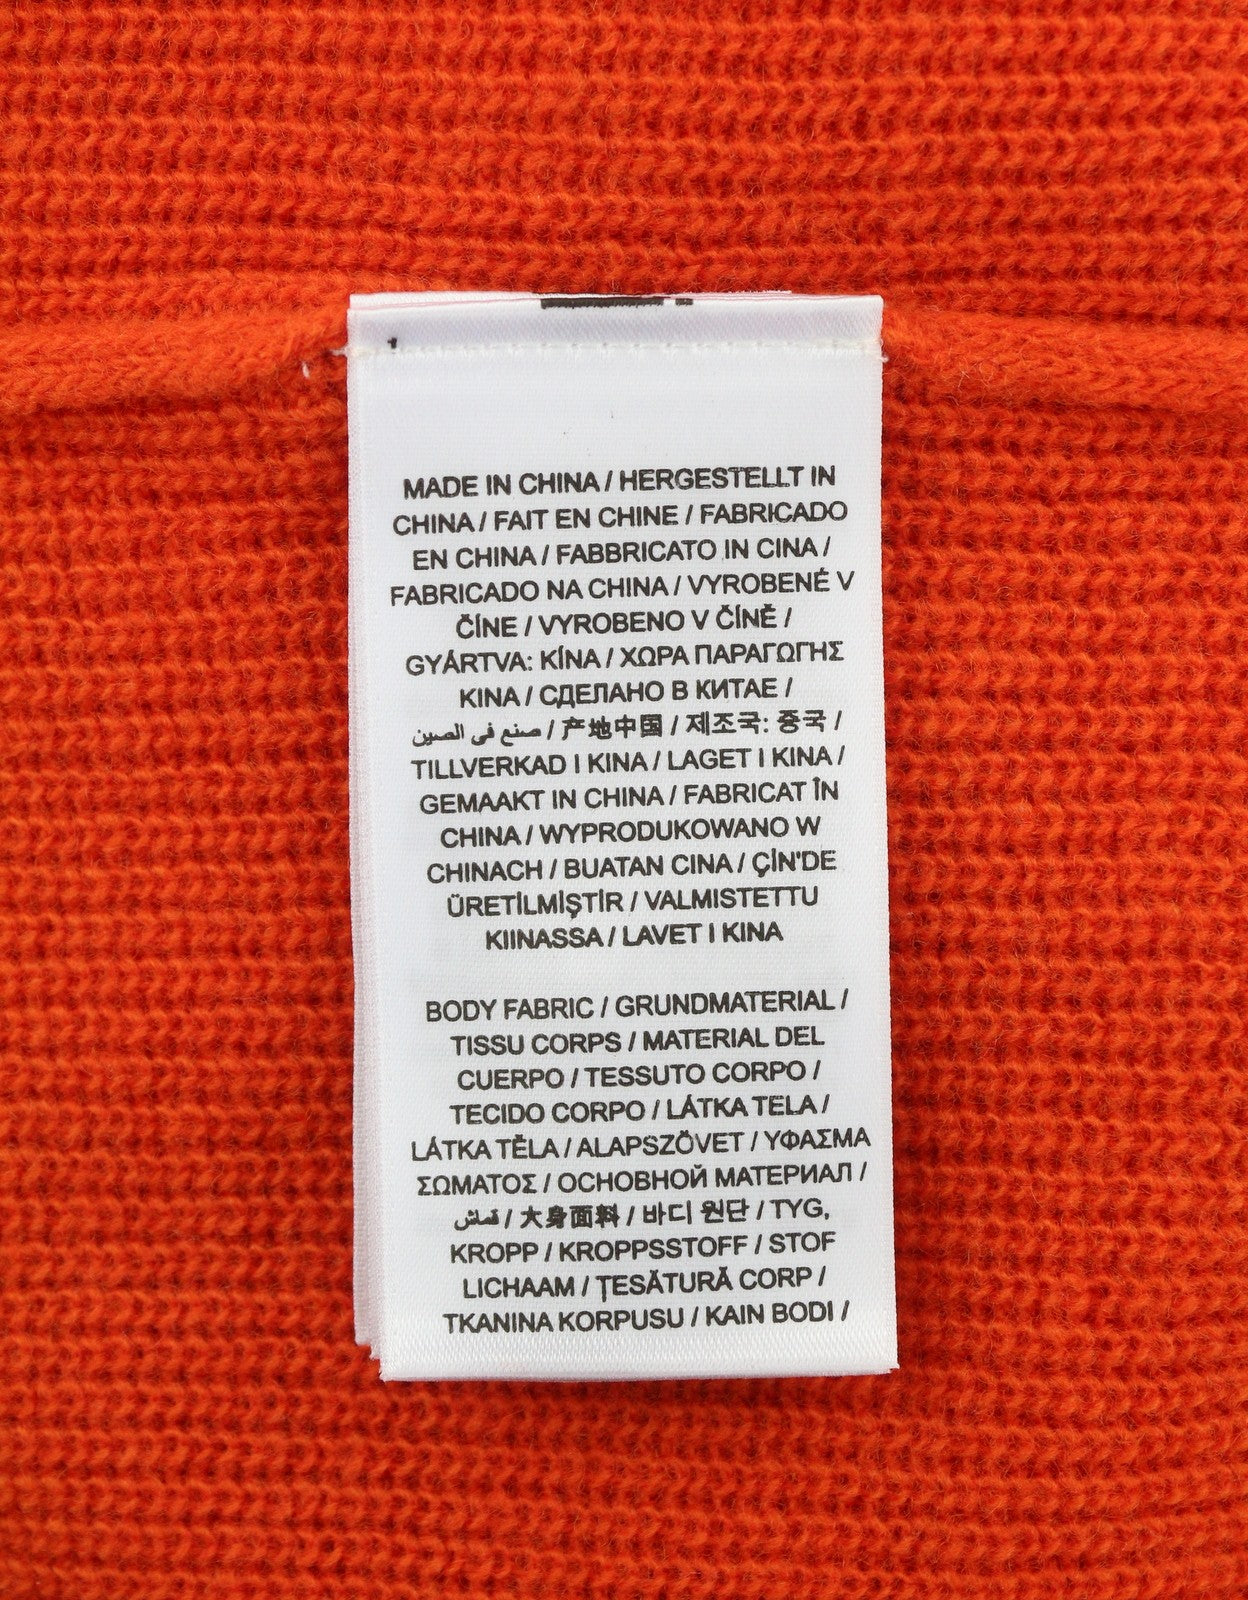 MADE IN CHINA / HERGESTELLT IN
CHINA / FAIT EN CHINE / FABRICADO
EN CHINA / FABBRICATO IN CINA /
FABRICADO NA CHINA / VYROBENÉ V
ČÍNE / VYROBENO V ČÍNĚ /
GYÁRTVA: KÍNA / ΧΩΡΑ ΠΑΡΑΓΩΓΗΣ
ΚΙΝΑ / СДЕЛАНО В КИТАЕ /
صنع في الصين / 产地中国 / 제조국: 중국 /
TILLVERKAD I KINA / LAGET I KINA /
GEMAAKT IN CHINA / FABRICAT ÎN
CHINA / WYPRODUKOWANO W
CHINACH / BUATAN CINA / ÇİN'DE
ÜRETİLMİŞTİR / VALMISTETTU
KIINASSA / LAVET I KINA
BODY FABRIC / GRUNDMATERIAL /
TISSU CORPS / MATERIAL DEL
CUERPO / TESSUTO CORPO /
TECIDO CORPO / LÁTKA TELA /
LÁTKA TĚLA / ALAPSZÖVET / ΥΦΑΣΜΑ
ΣΩΜΑΤΟΣ / ОСНОВНОЙ МАТЕРИАЛ /
قماش / 大身面料 / 바디 원단 / TYG,
KROPP / KROPPSSTOFF / STOF
LICHAAM / ŢESĂTURĂ CORP /
TKANINA KORPUSU / KAIN BODI /